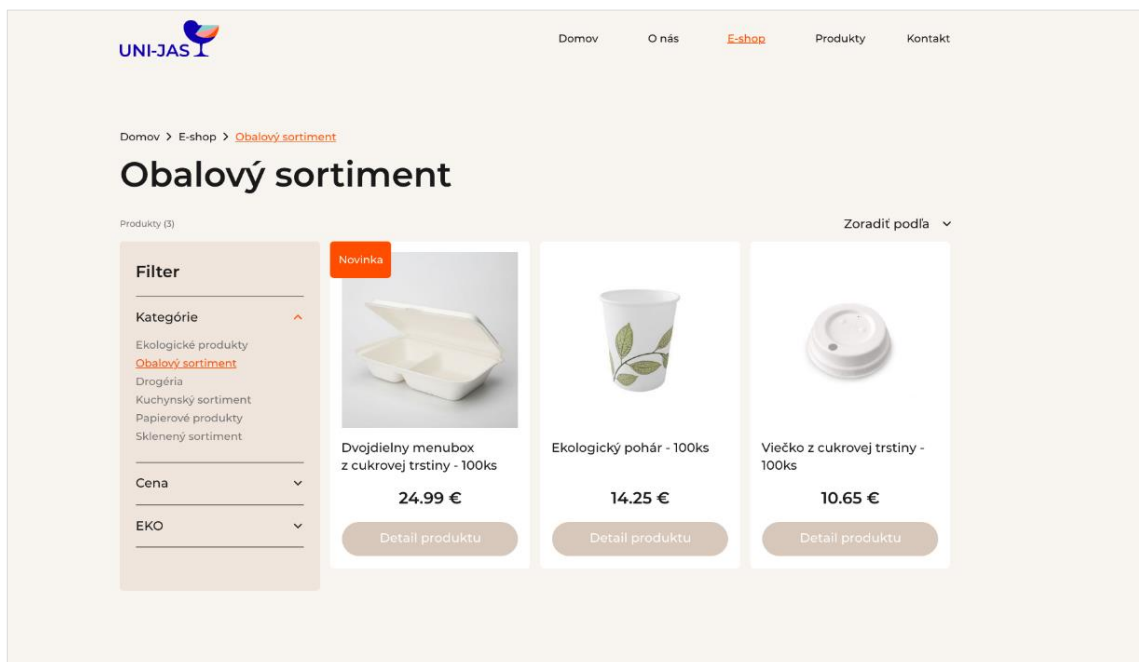 UNI-JAS
Domov O nás E-shop Produkty Kontakt
Domov > E-shop > Obalový sortiment
Obalový sortiment
Produkty (3)
Zoradiť podľa
Filter
Kategórie
Ekologické produkty
Obalový sortiment
Drogéria
Kuchynský sortiment
Papierové produkty
Sklenený sortiment
Cena
EKO
Novinka
Dvojdielny menubox
z cukrovej trstiny - 100ks
24.99 €
Detail produktu
Ekologický pohár - 100ks
14.25 €
Detail produktu
Viečko z cukrovej trstiny -
100ks
10.65 €
Detail produktu